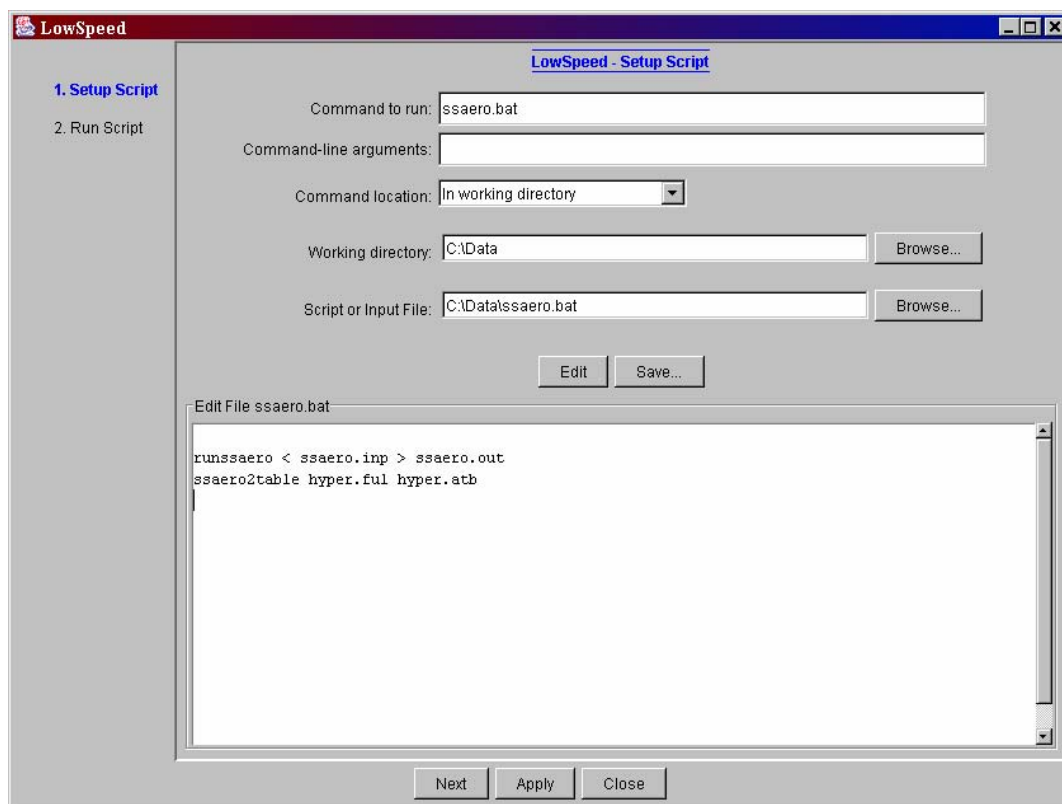 LowSpeed
1. Setup Script
2. Run Script
LowSpeed - Setup Script
Command to run: ssaero.bat
Command-line arguments:
Command location: In working directory
Working directory: C:\Data Browse...
Script or Input File: C:\Data\ssaero.bat Browse...
Edit Save...
Edit File ssaero.bat
runssaero < ssaero.inp > ssaero.out
ssaero2table hyper.ful hyper.atb
Next Apply Close